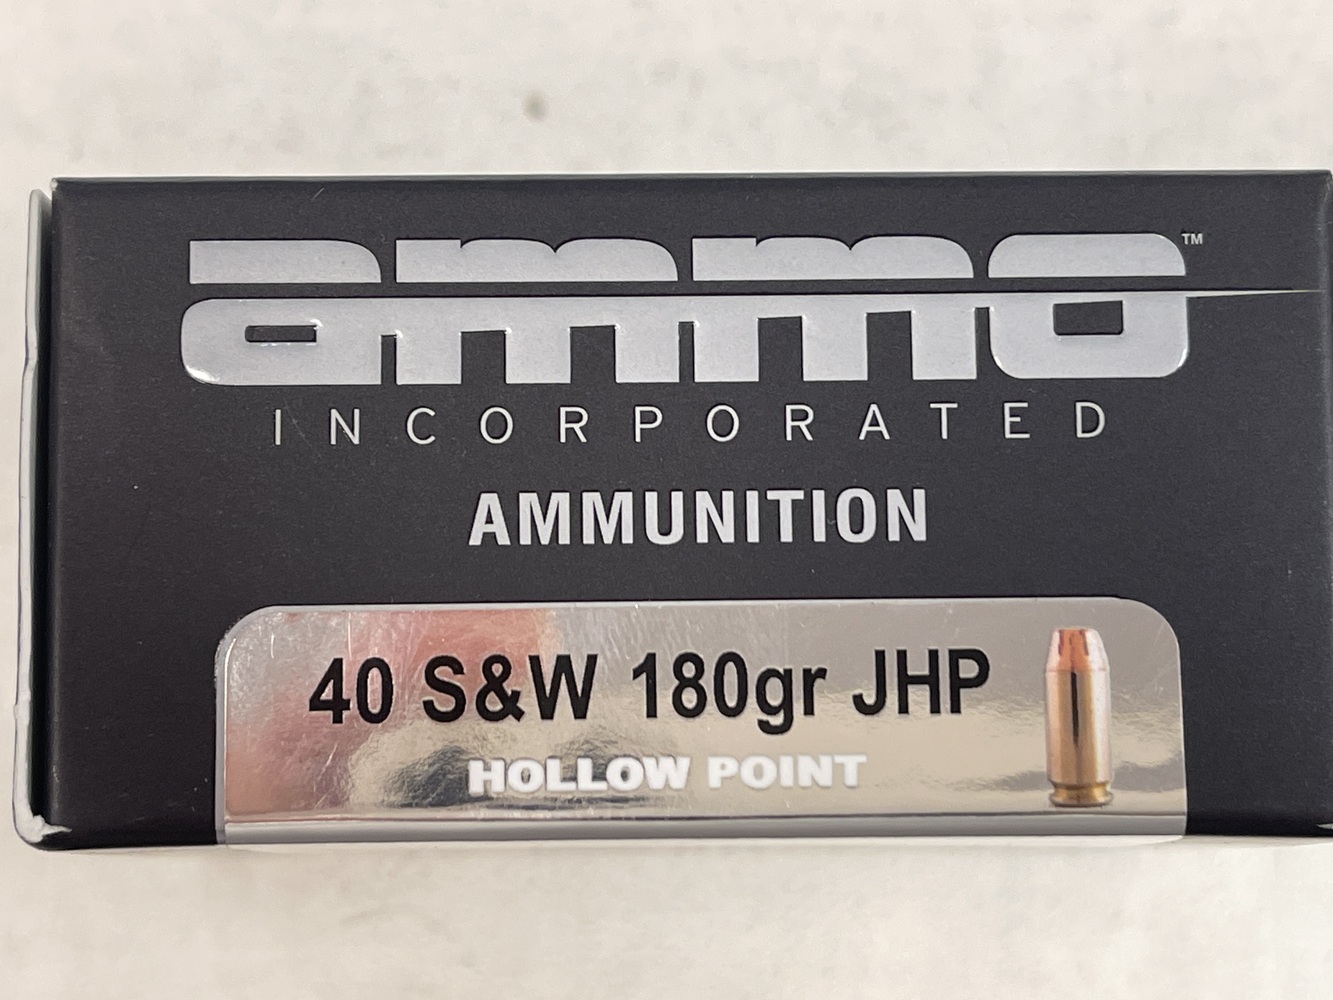 ammo™
INCORPORATED
AMMUNITION
40 S&W 180gr JHP
HOLLOW POINT